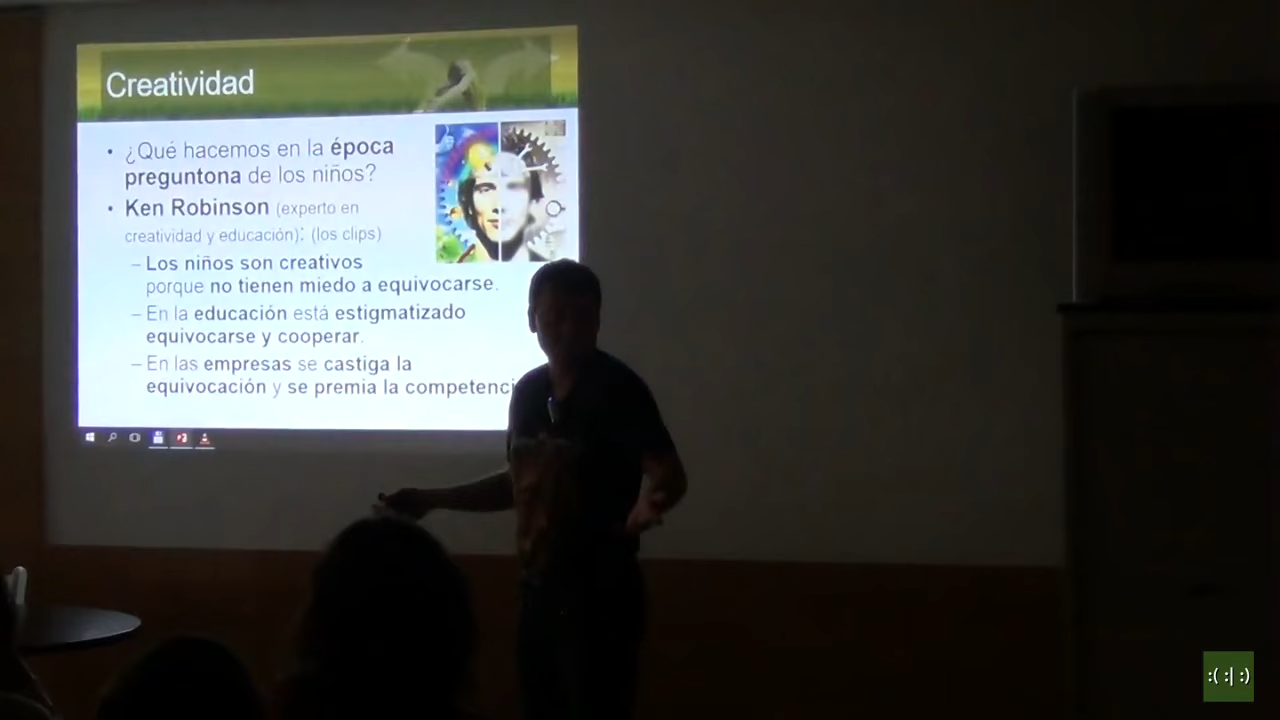 Creatividad
• ¿Qué hacemos en la época
preguntona de los niños?
• Ken Robinson (experto en
creatividad y educación): (los clips)
– Los niños son creativos
porque no tienen miedo a equivocarse.
– En la educación está estigmatizado
equivocarse y cooperar.
– En las empresas se castiga la
equivocación y se premia la competenci
:( :| :)